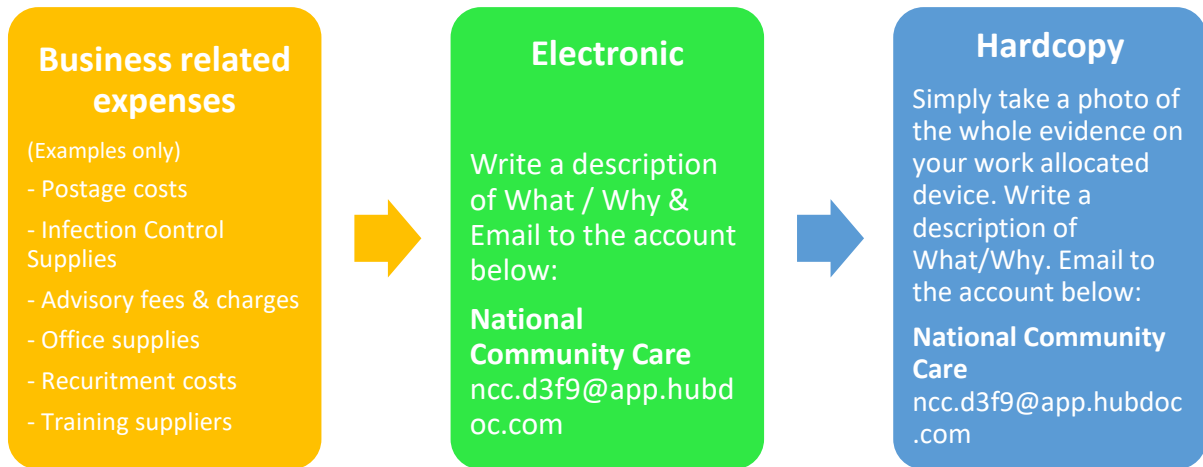 Business related
expenses
(Examples only)
- Postage costs
- Infection Control
Supplies
- Advisory fees & charges
- Office supplies
- Recuritment costs
- Training suppliers
Electronic
Write a description
of What / Why &
Email to the account
below:
National
Community Care
ncc.d3f9@app.hubd
oc.com
Hardcopy
Simply take a photo of
the whole evidence on
your work allocated
device. Write a
description of
What/Why. Email to
the account below:
National Community
Care
ncc.d3f9@app.hubdoc
.com